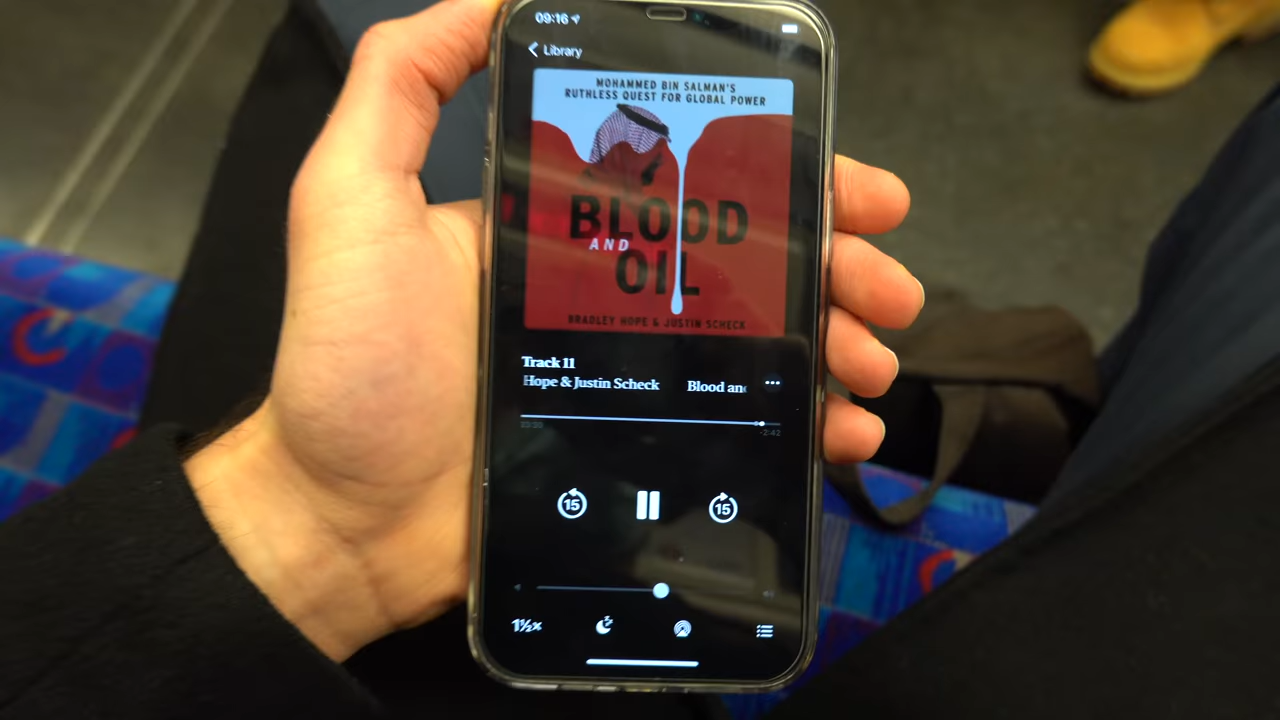 09:16
Library
MOHAMMED BIN SALMAN'S
RUTHLESS QUEST FOR GLOBAL POWER
BLOOD
AND
OIL
BRADLEY HOPE & JUSTIN SCHECK
Track 11
Hope & Justin Scheck Blood an
-2:42
15 15
1½×